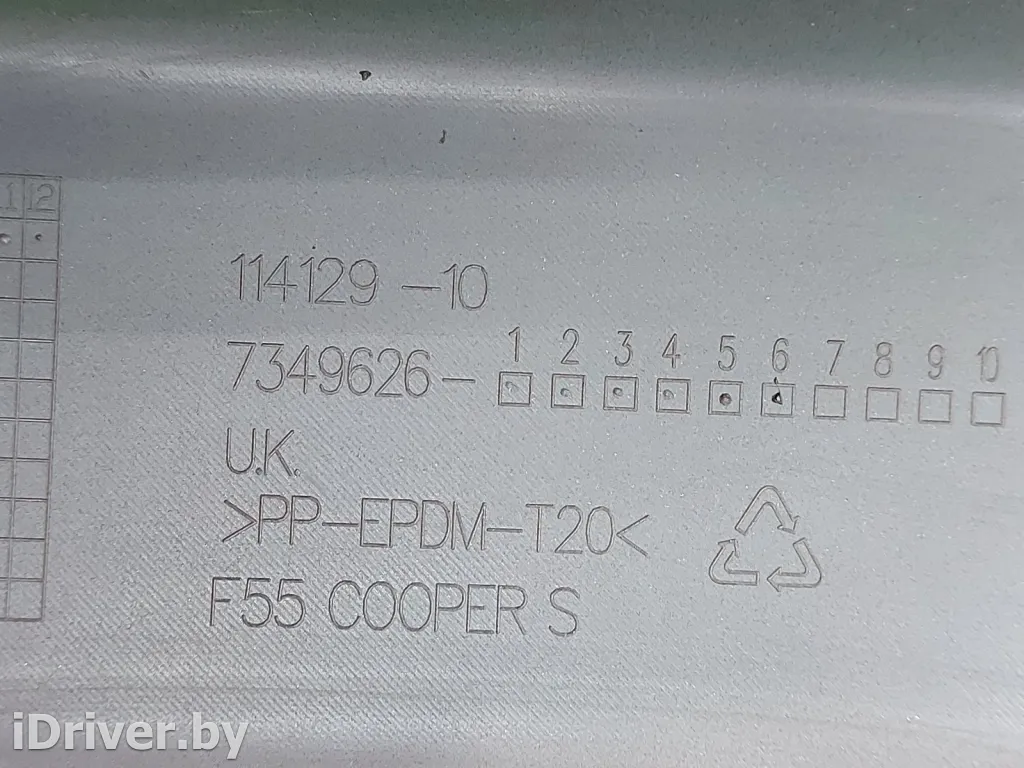 1 12
114129 -10
1 2 3 4 5 6 7 8 9 10
7349626-
U.K.
>PP-EPDM-T20<
F55 COOPER S
iDriver.by